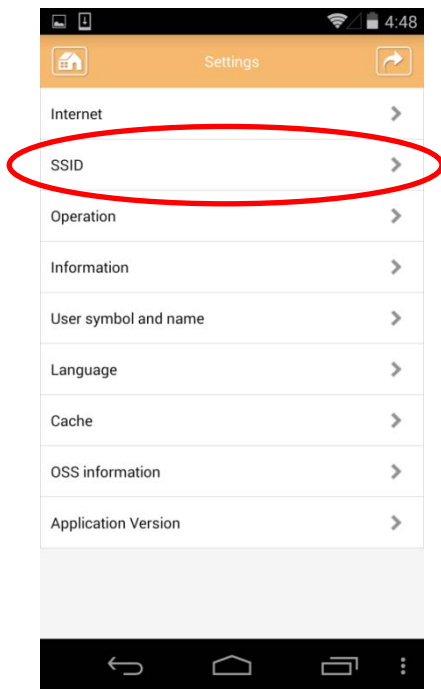 4:48
Settings
Internet
SSID
Operation
Information
User symbol and name
Language
Cache
OSS information
Application Version